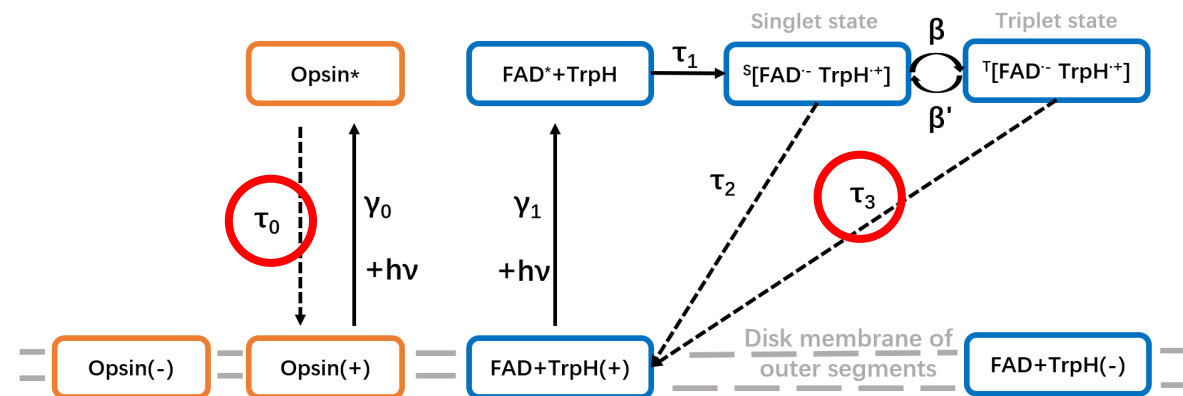 Singlet state
Triplet state
Opsin*
FAD*+TrpH
τ1
S[FAD·- TrpH·+]
β
T[FAD·- TrpH·+]
β'
τ0
γ0
γ1
τ2
τ3
+hν
+hν
Opsin(-)
Opsin(+)
FAD+TrpH(+)
Disk membrane of
outer segments
FAD+TrpH(-)